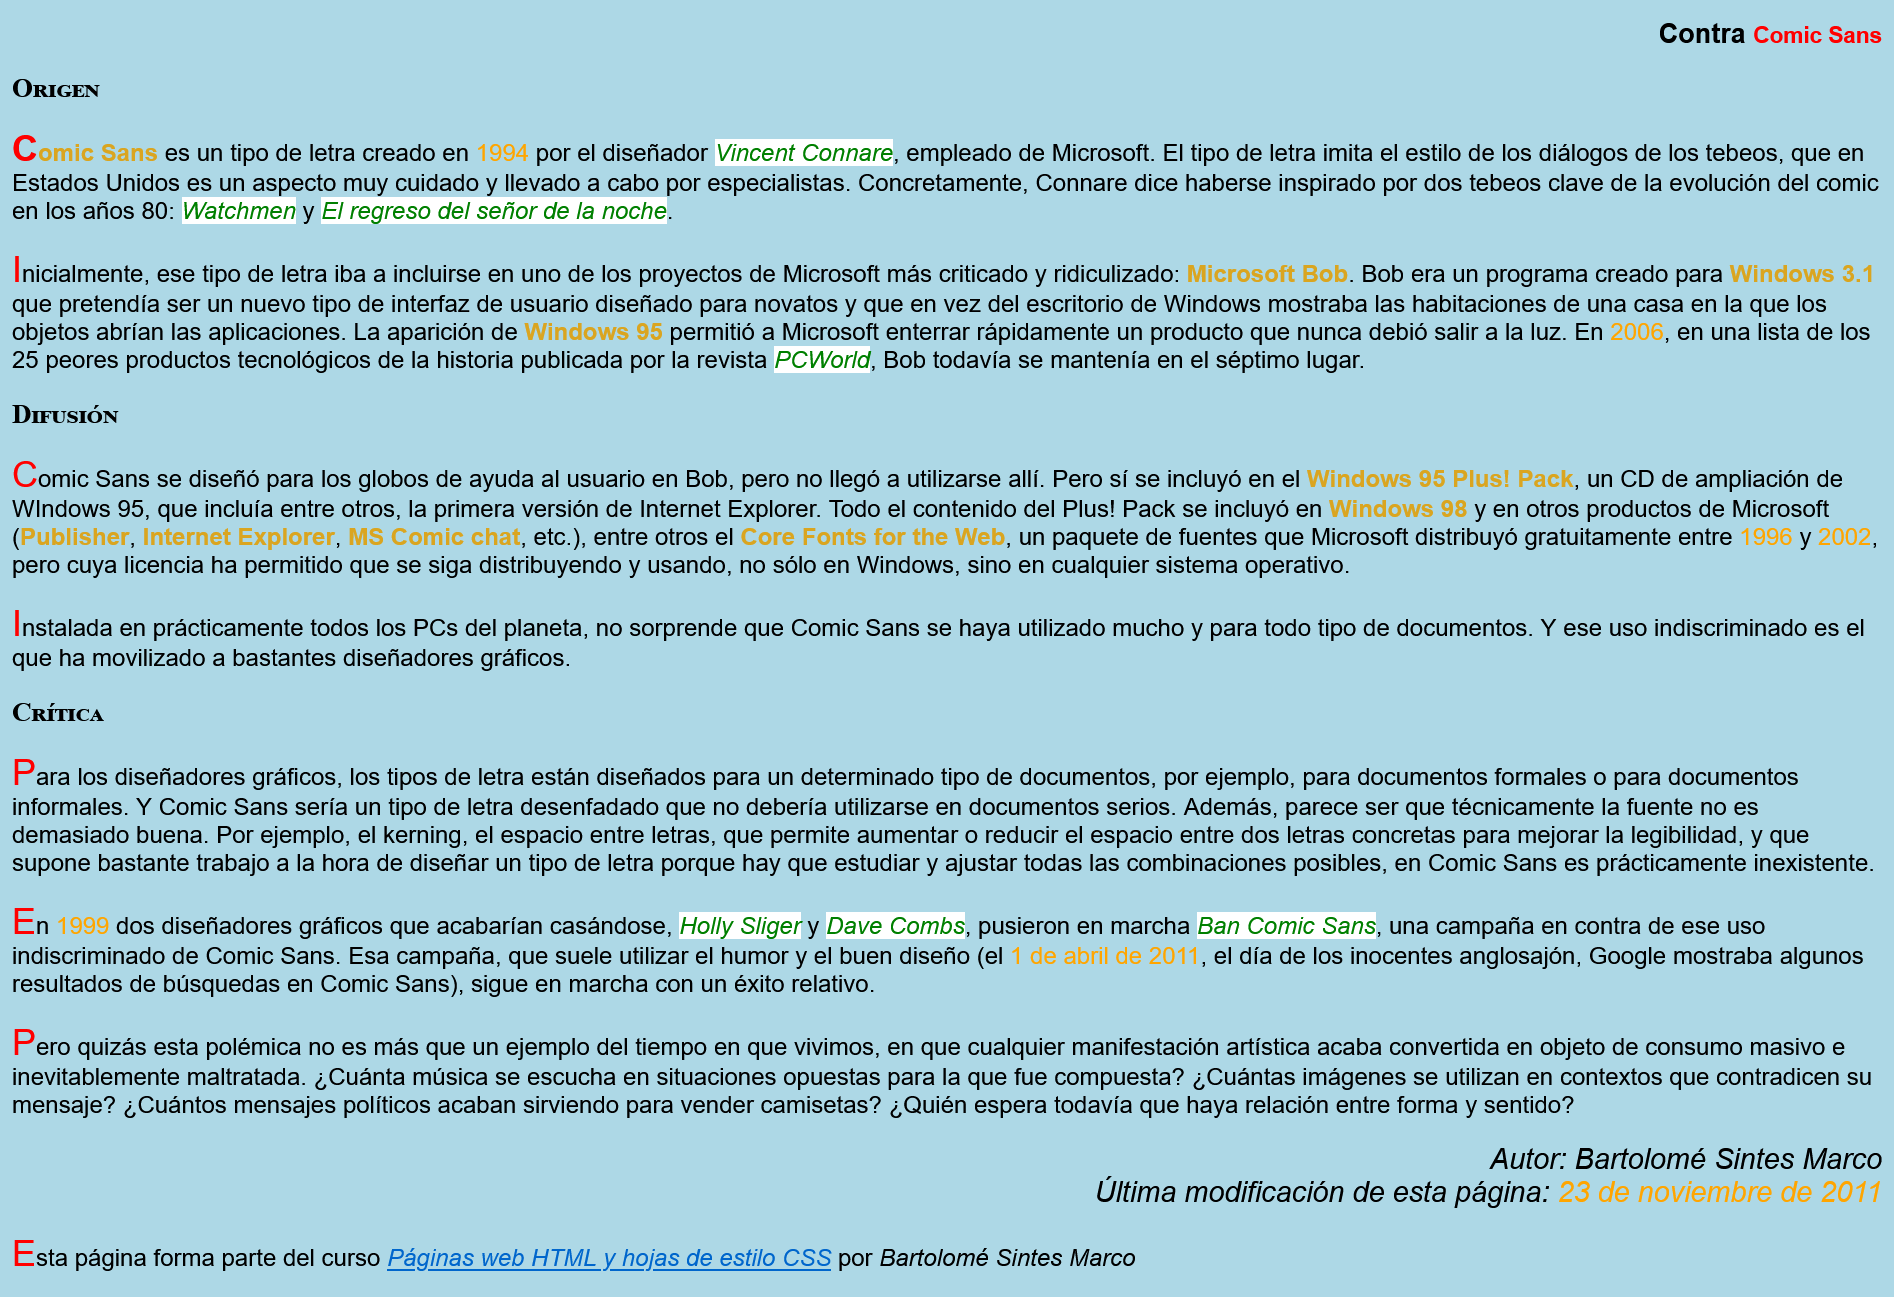 Contra Comic Sans
Origen
Comic Sans es un tipo de letra creado en 1994 por el diseñador Vincent Connare, empleado de Microsoft. El tipo de letra imita el estilo de los diálogos de los tebeos, que en
Estados Unidos es un aspecto muy cuidado y llevado a cabo por especialistas. Concretamente, Connare dice haberse inspirado por dos tebeos clave de la evolución del comic
en los años 80: Watchmen y El regreso del señor de la noche.
Inicialmente, ese tipo de letra iba a incluirse en uno de los proyectos de Microsoft más criticado y ridiculizado: Microsoft Bob. Bob era un programa creado para Windows 3.1
que pretendía ser un nuevo tipo de interfaz de usuario diseñado para novatos y que en vez del escritorio de Windows mostraba las habitaciones de una casa en la que los
objetos abrían las aplicaciones. La aparición de Windows 95 permitió a Microsoft enterrar rápidamente un producto que nunca debió salir a la luz. En 2006, en una lista de los
25 peores productos tecnológicos de la historia publicada por la revista PCWorld, Bob todavía se mantenía en el séptimo lugar.
Difusión
Comic Sans se diseñó para los globos de ayuda al usuario en Bob, pero no llegó a utilizarse allí. Pero sí se incluyó en el Windows 95 Plus! Pack, un CD de ampliación de
WIndows 95, que incluía entre otros, la primera versión de Internet Explorer. Todo el contenido del Plus! Pack se incluyó en Windows 98 y en otros productos de Microsoft
(Publisher, Internet Explorer, MS Comic chat, etc.), entre otros el Core Fonts for the Web, un paquete de fuentes que Microsoft distribuyó gratuitamente entre 1996 y 2002,
pero cuya licencia ha permitido que se siga distribuyendo y usando, no sólo en Windows, sino en cualquier sistema operativo.
Instalada en prácticamente todos los PCs del planeta, no sorprende que Comic Sans se haya utilizado mucho y para todo tipo de documentos. Y ese uso indiscriminado es el
que ha movilizado a bastantes diseñadores gráficos.
Crítica
Para los diseñadores gráficos, los tipos de letra están diseñados para un determinado tipo de documentos, por ejemplo, para documentos formales o para documentos
informales. Y Comic Sans sería un tipo de letra desenfadado que no debería utilizarse en documentos serios. Además, parece ser que técnicamente la fuente no es
demasiado buena. Por ejemplo, el kerning, el espacio entre letras, que permite aumentar o reducir el espacio entre dos letras concretas para mejorar la legibilidad, y que
supone bastante trabajo a la hora de diseñar un tipo de letra porque hay que estudiar y ajustar todas las combinaciones posibles, en Comic Sans es prácticamente inexistente.
En 1999 dos diseñadores gráficos que acabarían casándose, Holly Sliger y Dave Combs, pusieron en marcha Ban Comic Sans, una campaña en contra de ese uso
indiscriminado de Comic Sans. Esa campaña, que suele utilizar el humor y el buen diseño (el 1 de abril de 2011, el día de los inocentes anglosajón, Google mostraba algunos
resultados de búsquedas en Comic Sans), sigue en marcha con un éxito relativo.
Pero quizás esta polémica no es más que un ejemplo del tiempo en que vivimos, en que cualquier manifestación artística acaba convertida en objeto de consumo masivo e
inevitablemente maltratada. ¿Cuánta música se escucha en situaciones opuestas para la que fue compuesta? ¿Cuántas imágenes se utilizan en contextos que contradicen su
mensaje? ¿Cuántos mensajes políticos acaban sirviendo para vender camisetas? ¿Quién espera todavía que haya relación entre forma y sentido?
Autor: Bartolomé Sintes Marco
Última modificación de esta página: 23 de noviembre de 2011
Esta página forma parte del curso Páginas web HTML y hojas de estilo CSS por Bartolomé Sintes Marco